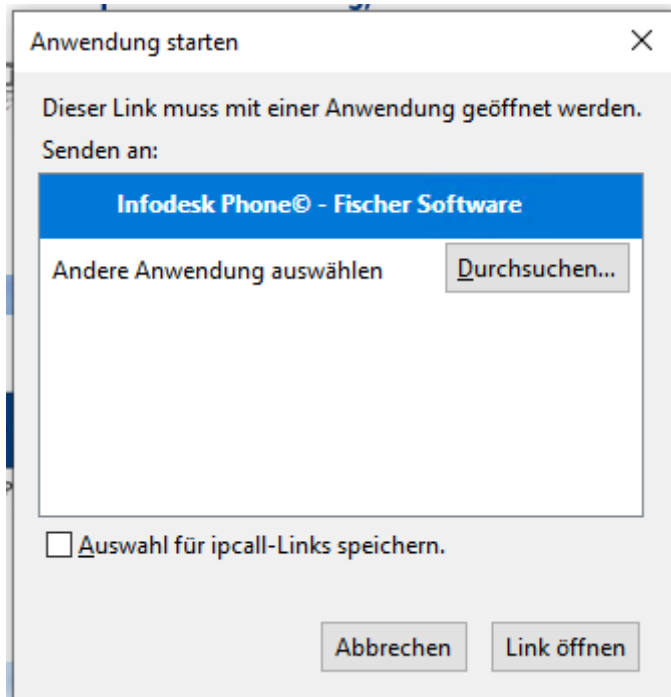 Anwendung starten
Dieser Link muss mit einer Anwendung geöffnet werden.
Senden an:
Infodesk Phone© - Fischer Software
Andere Anwendung auswählen
Durchsuchen...
Auswahl für ipcall-Links speichern.
Abbrechen
Link öffnen